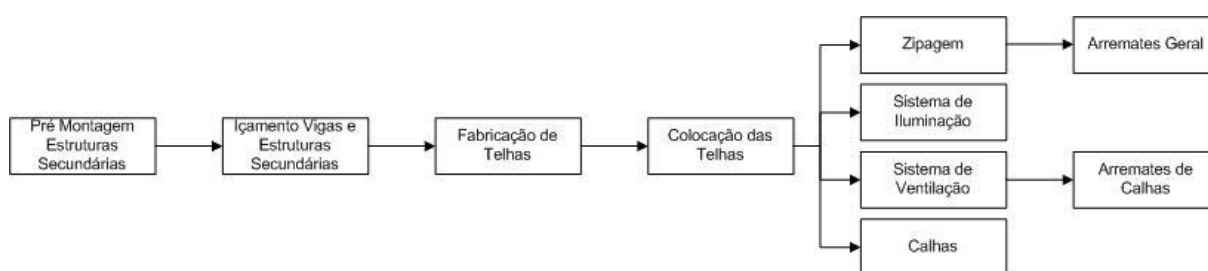 Pré Montagem
Estruturas
Secundárias
Içamento Vigas e
Estruturas
Secundárias
Fabricação de
Telhas
Colocação das
Telhas
Zipagem
Arremates Geral
Sistema de
Iluminação
Sistema de
Ventilação
Arremates de
Calhas
Calhas